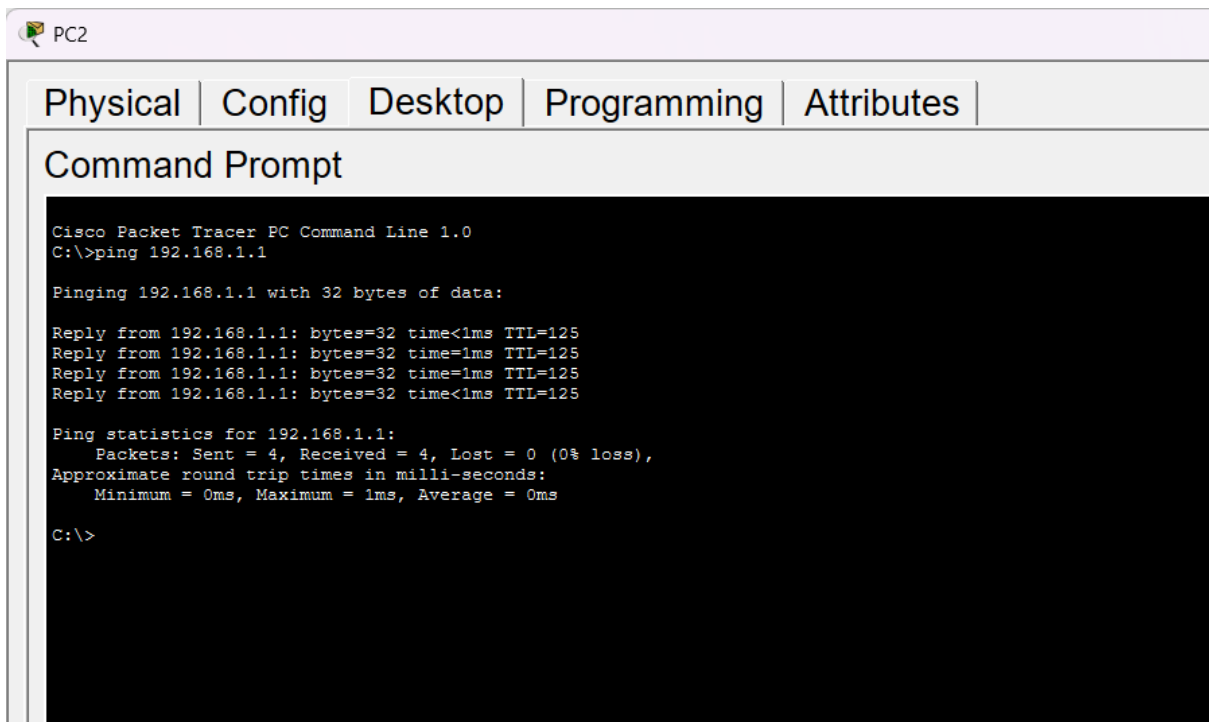 PC2
Physical Config Desktop Programming Attributes
Command Prompt
Cisco Packet Tracer PC Command Line 1.0
C:\>ping 192.168.1.1
Pinging 192.168.1.1 with 32 bytes of data:
Reply from 192.168.1.1: bytes=32 time<1ms TTL=125
Reply from 192.168.1.1: bytes=32 time=1ms TTL=125
Reply from 192.168.1.1: bytes=32 time=1ms TTL=125
Reply from 192.168.1.1: bytes=32 time<1ms TTL=125
Ping statistics for 192.168.1.1:
Packets: Sent = 4, Received = 4, Lost = 0 (0% loss),
Approximate round trip times in milli-seconds:
Minimum = 0ms, Maximum = 1ms, Average = 0ms
C:\>